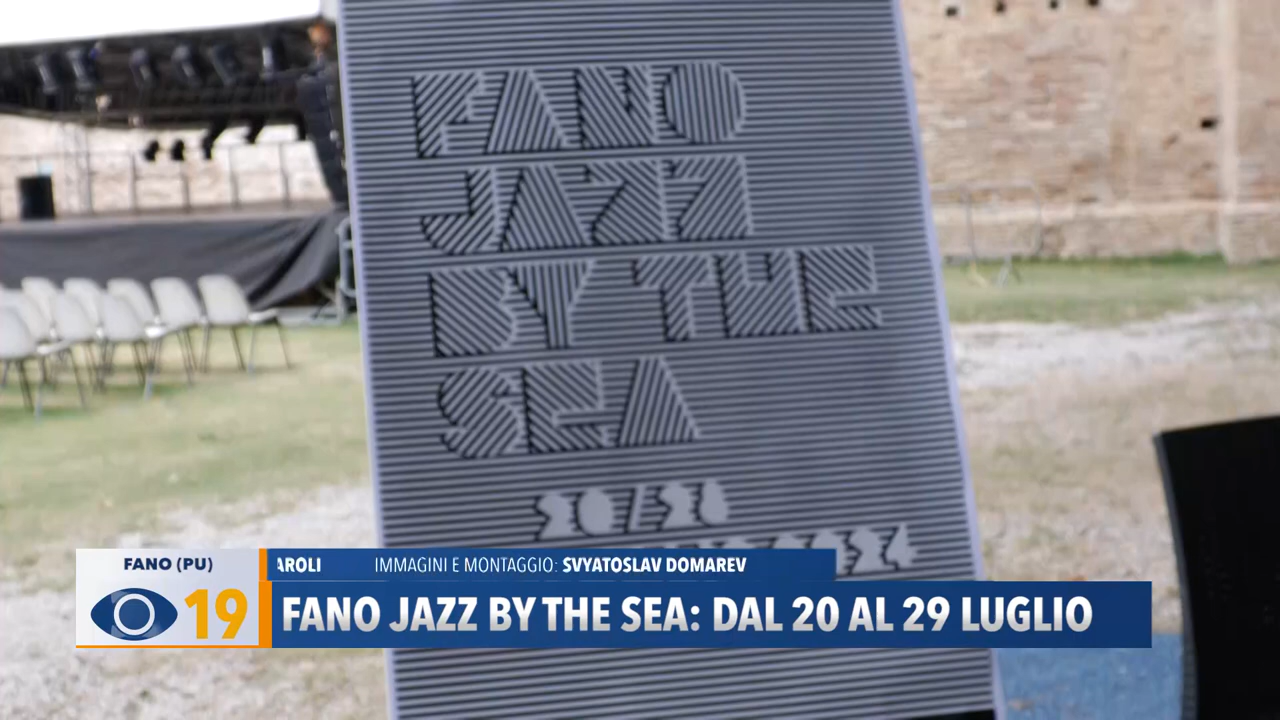 FANO
JAZZ
BY THE
SEA
20/28
FANO (PU)
19
AROLI
IMMAGINI E MONTAGGIO: SVYATOSLAV DOMAREV
FANO JAZZ BY THE SEA: DAL 20 AL 29 LUGLIO